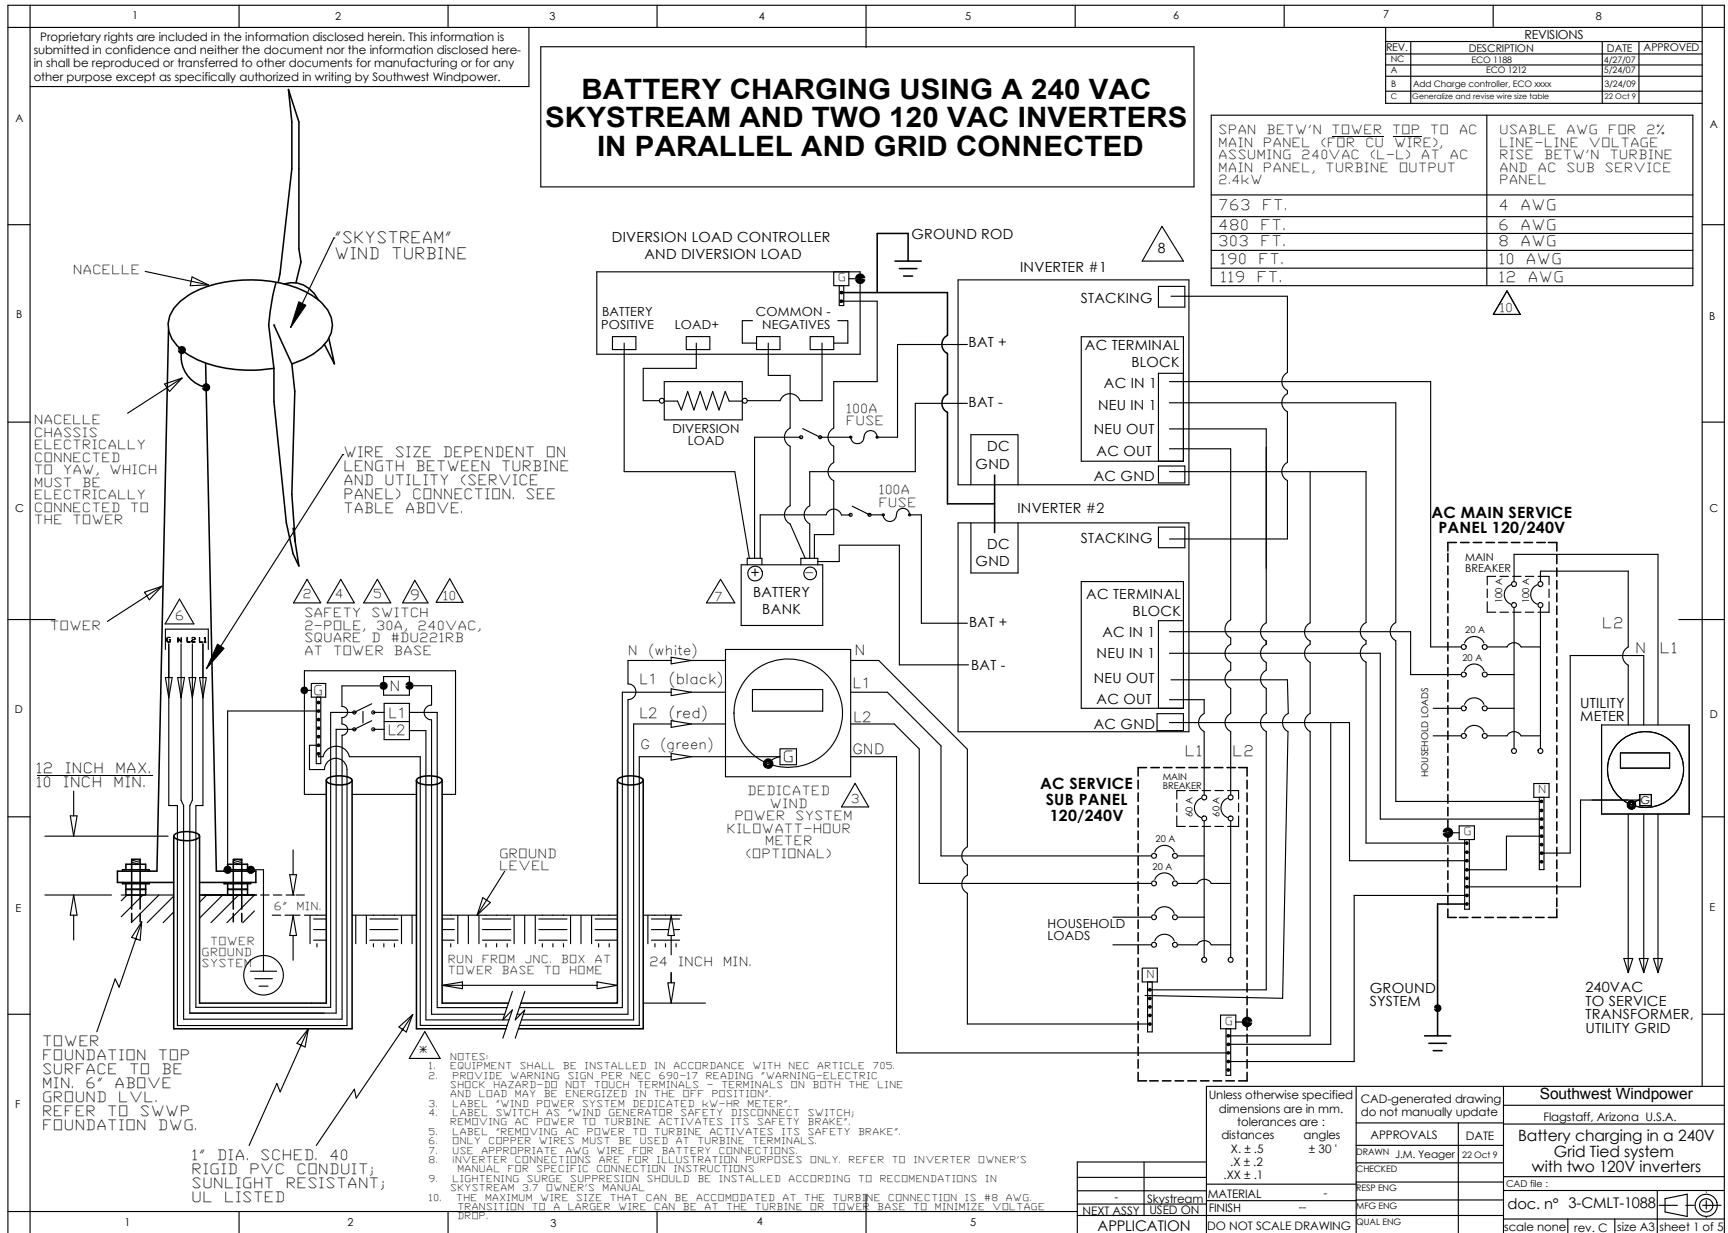 1 2 3 4 5 6 7 8
Proprietary rights are included in the information disclosed herein. This information is
submitted in confidence and neither the document nor the information disclosed here-
in shall be reproduced or transferred to other documents for manufacturing or for any
other purpose except as specifically authorized in writing by Southwest Windpower.
BATTERY CHARGING USING A 240 VAC
SKYSTREAM AND TWO 120 VAC INVERTERS
IN PARALLEL AND GRID CONNECTED
REVISIONS
REV. DESCRIPTION DATE APPROVED
NC ECO 1188 4/27/07
A ECO 1212 5/24/07
B Add Charge controller, ECO xxxx 3/24/09
C Generalize and revise wire size table 22 Oct 9
SPAN BETW'N TOWER TOP TO AC
MAIN PANEL (FOR CU WIRE),
ASSUMING 240VAC (L-L) AT AC
MAIN PANEL, TURBINE OUTPUT
2.4kW
USABLE AWG FOR 2%
LINE-LINE VOLTAGE
RISE BETW'N TURBINE
AND AC SUB SERVICE
PANEL
763 FT. 4 AWG
480 FT. 6 AWG
303 FT. 8 AWG
190 FT. 10 AWG
119 FT. 12 AWG
10
A
B
C
D
E
F
A
B
C
D
E
"SKYSTREAM"
WIND TURBINE
NACELLE
NACELLE
CHASSIS
ELECTRICALLY
CONNECTED
TO YAW, WHICH
MUST BE
ELECTRICALLY
CONNECTED TO
THE TOWER
WIRE SIZE DEPENDENT ON
LENGTH BETWEEN TURBINE
AND UTILITY (SERVICE
PANEL) CONNECTION. SEE
TABLE ABOVE.
TOWER
6
G N L2 L1
2 4 5 9 10
SAFETY SWITCH
2-POLE, 30A, 240VAC,
SQUARE D #DU221RB
AT TOWER BASE
G
N
L1
L2
12 INCH MAX.
10 INCH MIN.
6" MIN.
TOWER
GROUND
SYSTEM
GROUND
LEVEL
RUN FROM JNC. BOX AT
TOWER BASE TO HOME
24 INCH MIN.
TOWER
FOUNDATION TOP
SURFACE TO BE
MIN. 6" ABOVE
GROUND LVL.
REFER TO SWWP
FOUNDATION DWG.
1" DIA. SCHED. 40
RIGID PVC CONDUIT;
SUNLIGHT RESISTANT;
UL LISTED
DIVERSION LOAD CONTROLLER
AND DIVERSION LOAD
GROUND ROD
G
BATTERY
POSITIVE
LOAD+
COMMON -
NEGATIVES
DIVERSION
LOAD
100A
FUSE
100A
FUSE
7
BATTERY
BANK
8
INVERTER #1
STACKING
BAT +
AC TERMINAL
BLOCK
AC IN 1
NEU IN 1
NEU OUT
AC OUT
BAT -
DC
GND
AC GND
INVERTER #2
DC
GND
STACKING
AC TERMINAL
BLOCK
BAT +
AC IN 1
NEU IN 1
BAT -
NEU OUT
AC OUT
AC GND
N (white)
L1 (black)
L2 (red)
G (green)
N
L1
L2
GND
G
DEDICATED
WIND
POWER SYSTEM
KILOWATT-HOUR
METER
(OPTIONAL)
3
L1 L2
AC SERVICE
SUB PANEL
120/240V
MAIN
BREAKER
60 A 60 A
20 A
20 A
HOUSEHOLD
LOADS
N
G
AC MAIN SERVICE
PANEL 120/240V
MAIN
BREAKER
100 A 100 A
20 A
20 A
HOUSEHOLD LOADS
N
G
L2
N L1
UTILITY
METER
G
GROUND
SYSTEM
240VAC
TO SERVICE
TRANSFORMER,
UTILITY GRID
*
NOTES:
1. EQUIPMENT SHALL BE INSTALLED IN ACCORDANCE WITH NEC ARTICLE 705.
2. PROVIDE WARNING SIGN PER NEC 690-17 READING "WARNING-ELECTRIC
SHOCK HAZARD-DO NOT TOUCH TERMINALS - TERMINALS ON BOTH THE LINE
AND LOAD MAY BE ENERGIZED IN THE OFF POSITION".
3. LABEL "WIND POWER SYSTEM DEDICATED kW-HR METER".
4. LABEL SWITCH AS "WIND GENERATOR SAFETY DISCONNECT SWITCH;
REMOVING AC POWER TO TURBINE ACTIVATES ITS SAFETY BRAKE".
5. LABEL "REMOVING AC POWER TO TURBINE ACTIVATES ITS SAFETY BRAKE".
6. ONLY COPPER WIRES MUST BE USED AT TURBINE TERMINALS.
7. USE APPROPRIATE AWG WIRE FOR BATTERY CONNECTIONS.
8. INVERTER CONNECTIONS ARE FOR ILLUSTRATION PURPOSES ONLY. REFER TO INVERTER OWNER'S
MANUAL FOR SPECIFIC CONNECTION INSTRUCTIONS
9. LIGHTENING SURGE SUPPRESION SHOULD BE INSTALLED ACCORDING TO RECOMENDATIONS IN
SKYSTREAM 3.7 OWNER'S MANUAL
10. THE MAXIMUM WIRE SIZE THAT CAN BE ACCOMODATED AT THE TURBINE CONNECTION IS #8 AWG.
TRANSITION TO A LARGER WIRE CAN BE AT THE TURBINE OR TOWER BASE TO MINIMIZE VOLTAGE
DROP.
Unless otherwise specified
dimensions are in mm.
tolerances are :
distances angles
X. ± .5 ± 30 '
.X ± .2
.XX ± .1
MATERIAL -
FINISH --
DO NOT SCALE DRAWING
- Skystream
NEXT ASSY USED ON
APPLICATION
CAD-generated drawing
do not manually update
APPROVALS DATE
DRAWN J.M. Yeager 22 Oct 9
CHECKED
RESP ENG
MFG ENG
QUAL ENG
Southwest Windpower
Flagstaff, Arizona U.S.A.
Battery charging in a 240V
Grid Tied system
with two 120V inverters
CAD file :
doc. n° 3-CMLT-1088
scale none rev. C size A3 sheet 1 of 5
1 2 3 4 5